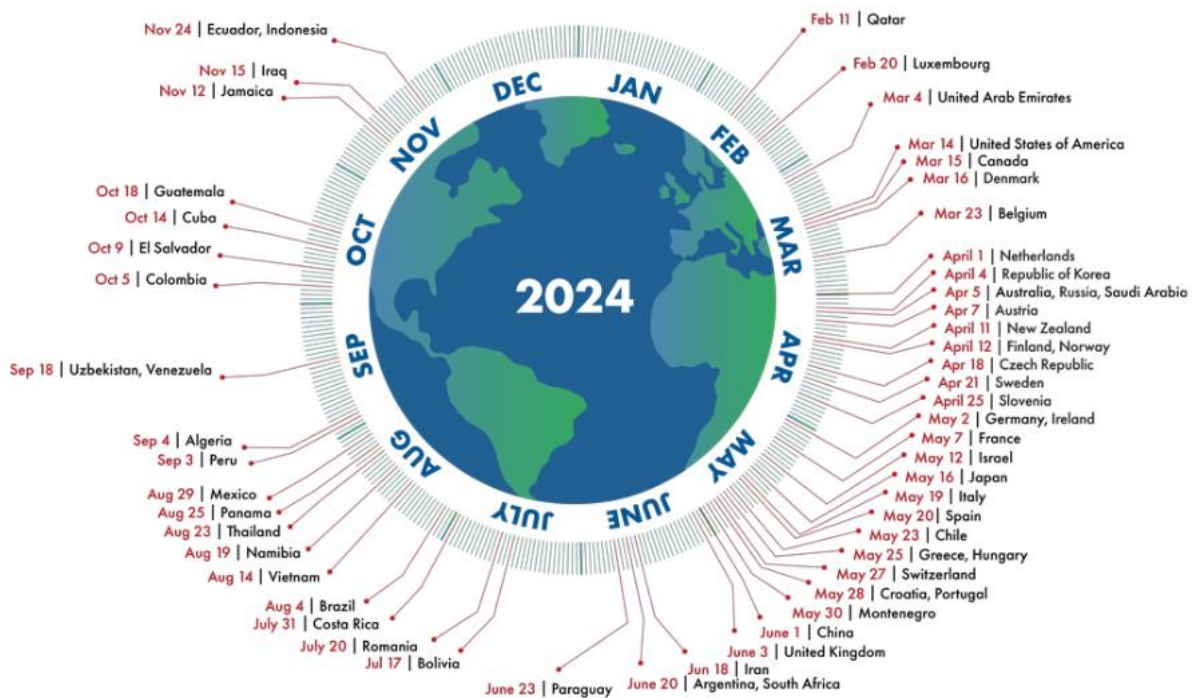 Feb 11 | Qatar
Feb 20 | Luxembourg
Mar 4 | United Arab Emirates
Mar 14 | United States of America
Mar 15 | Canada
Mar 16 | Denmark
Mar 23 | Belgium
April 1 | Netherlands
April 4 | Republic of Korea
Apr 5 | Australia, Russia, Saudi Arabia
Apr 7 | Austria
April 11 | New Zealand
April 12 | Finland, Norway
Apr 18 | Czech Republic
Apr 21 | Sweden
April 25 | Slovenia
May 2 | Germany, Ireland
May 7 | France
May 12 | Israel
May 16 | Japan
May 19 | Italy
May 20 | Spain
May 23 | Chile
May 25 | Greece, Hungary
May 27 | Switzerland
May 28 | Croatia, Portugal
May 30 | Montenegro
June 1 | China
June 3 | United Kingdom
Jun 18 | Iran
June 20 | Argentina, South Africa
June 23 | Paraguay
Jul 17 | Bolivia
July 20 | Romania
July 31 | Costa Rica
Aug 4 | Brazil
Aug 14 | Vietnam
Aug 19 | Namibia
Aug 23 | Thailand
Aug 25 | Panama
Aug 29 | Mexico
Sep 3 | Peru
Sep 4 | Algeria
Sep 18 | Uzbekistan, Venezuela
Oct 5 | Colombia
Oct 9 | El Salvador
Oct 14 | Cuba
Oct 18 | Guatemala
Nov 12 | Jamaica
Nov 15 | Iraq
Nov 24 | Ecuador, Indonesia
JAN
FEB
MAR
APR
MAY
JUNE
JULY
AUG
SEP
OCT
NOV
DEC
2024